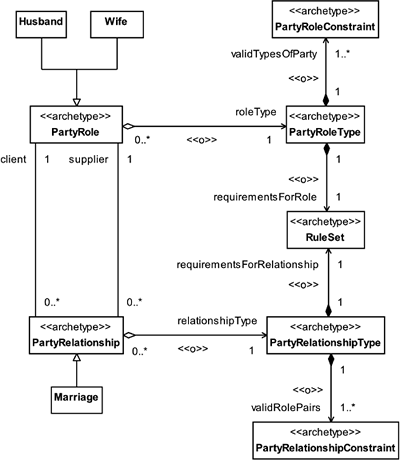 Husband
Wife
<<archetype>>
PartyRoleConstraint
validTypesOfParty
1..*
<<o>>
1
<<archetype>>
PartyRole
roleType
0..*
<<o>>
1
<<archetype>>
PartyRoleType
client
1
supplier
1
1
<<o>>
requirementsForRole
1
<<archetype>>
RuleSet
requirementsForRelationship
1
<<o>>
0..*
0..*
1
<<archetype>>
PartyRelationship
relationshipType
0..*
<<o>>
1
<<archetype>>
PartyRelationshipType
1
<<o>>
Marriage
validRolePairs
1..*
<<archetype>>
PartyRelationshipConstraint